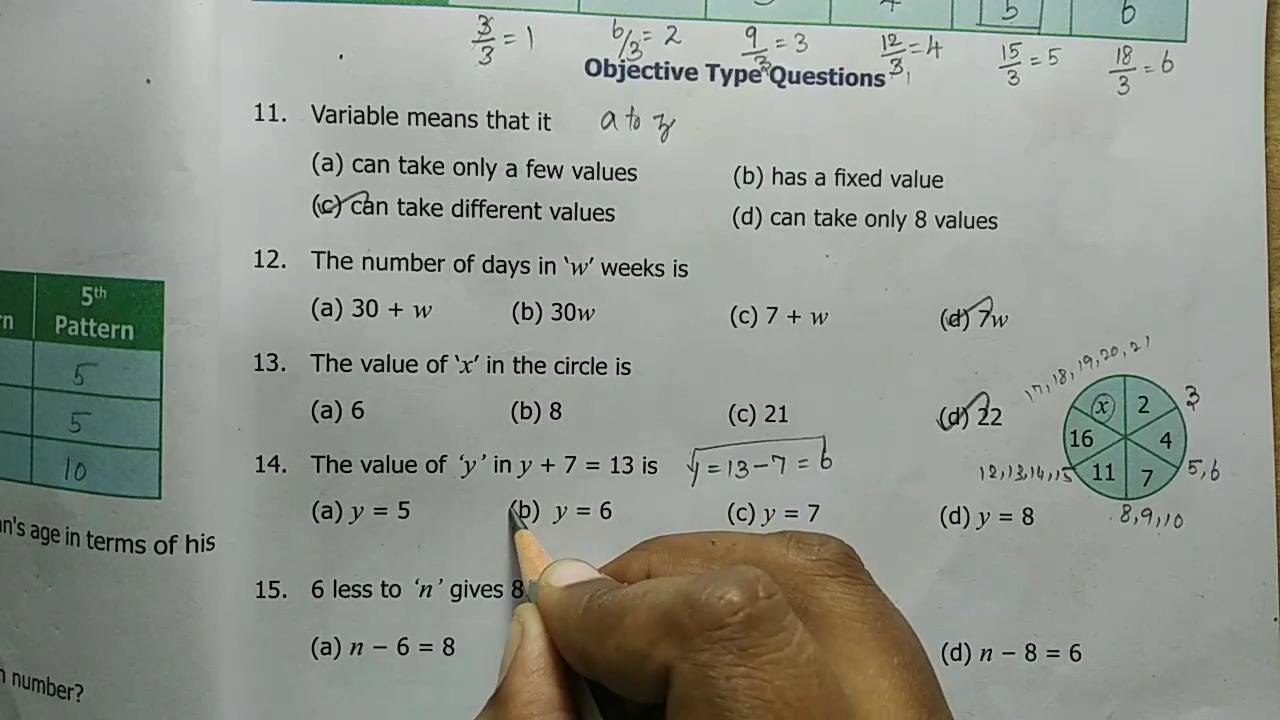 5 6
3/3 = 1 6/3 = 2 9/3 = 3 12/3 = 4 15/3 = 5 18/3 = 6
Objective Type Questions
11. Variable means that it a to z
(a) can take only a few values (b) has a fixed value
(c) can take different values (d) can take only 8 values
12. The number of days in ‘w’ weeks is
(a) 30 + w (b) 30w (c) 7 + w (d) 7w
13. The value of ‘x’ in the circle is
(a) 6 (b) 8 (c) 21 (d) 22
17, 18, 19, 20, 21
x 2 3
16 4
12, 13, 14, 15 11 7 5, 6
8, 9, 10
14. The value of ‘y’ in y + 7 = 13 is y = 13 - 7 = 6
(a) y = 5 (b) y = 6 (c) y = 7 (d) y = 8
15. 6 less to ‘n’ gives 8
(a) n − 6 = 8 (d) n − 8 = 6
5th
Pattern
5
5
10
age in terms of his
number?